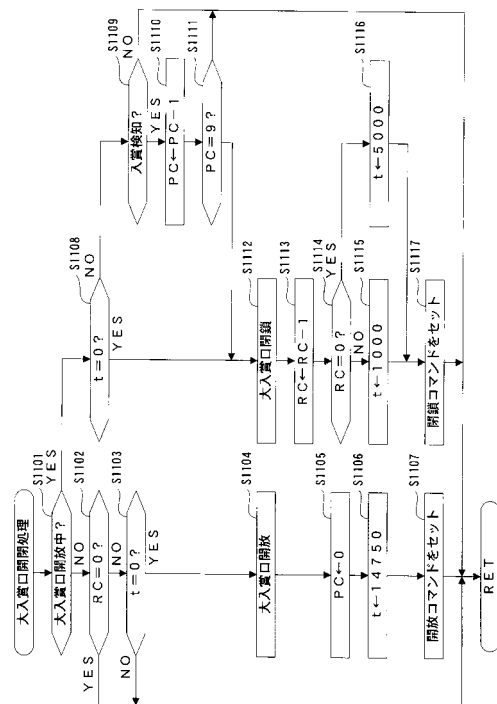 大入賞口開閉処理
S1101
大入賞口開放中?
YES
NO
S1102
RC=0?
YES
NO
S1103
t=0?
NO
YES
S1104
大入賞口開放
S1105
PC←0
S1106
t←14750
S1107
開放コマンドをセット
RET
S1108
t=0?
NO
YES
S1109
入賞検知?
NO
YES
S1110
PC←PC-1
S1111
PC=9?
S1112
大入賞口閉鎖
S1113
RC←RC-1
S1114
RC=0?
YES
NO
S1115
t←1000
S1116
t←5000
S1117
閉鎖コマンドをセット